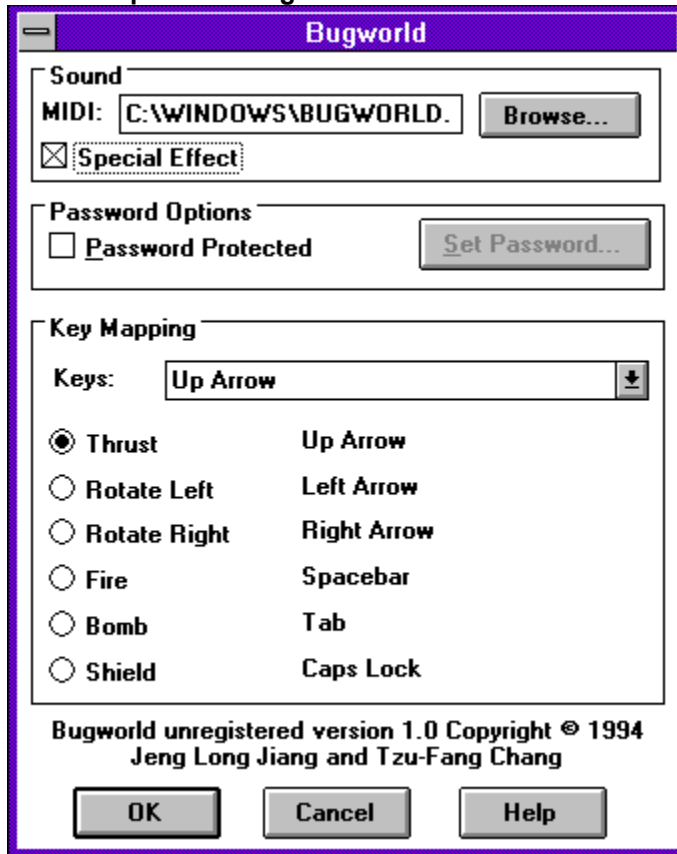 Bugworld
Sound
MIDI: C:\WINDOWS\BUGWORLD. Browse...
Special Effect
Password Options
Password Protected Set Password...
Key Mapping
Keys: Up Arrow
Thrust Up Arrow
Rotate Left Left Arrow
Rotate Right Right Arrow
Fire Spacebar
Bomb Tab
Shield Caps Lock
Bugworld unregistered version 1.0 Copyright © 1994
Jeng Long Jiang and Tzu-Fang Chang
OK Cancel Help